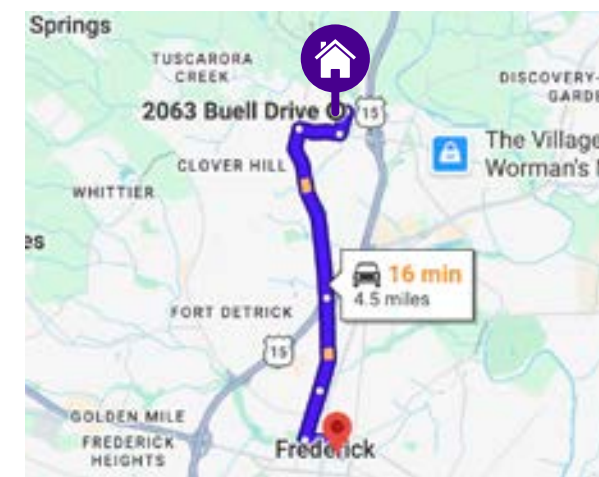 Springs
TUSCARORA
CREEK
DISCOVERY-
GARD
2063 Buell Drive
15
The Village
Worman's
CLOVER HILL
WHITTIER
es
16 min
4.5 miles
FORT DETRICK
15
GOLDEN MILE
FREDERICK
HEIGHTS
Frederick